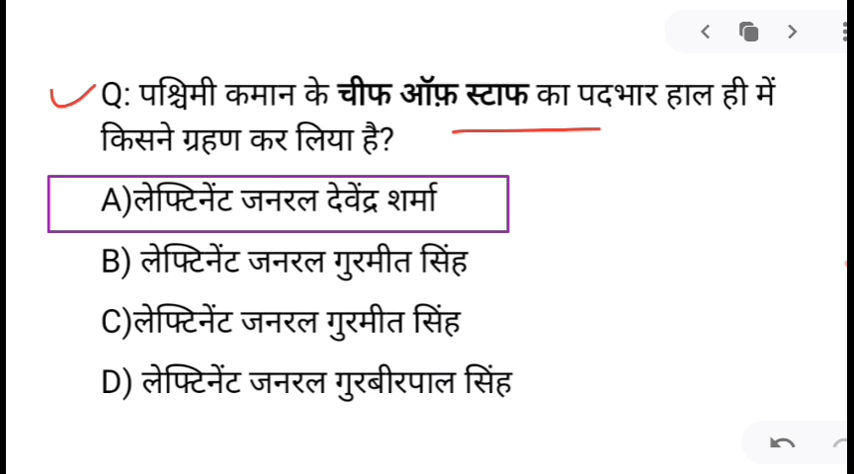 Q: पश्चिमी कमान के चीफ ऑफ़ स्टाफ का पदभार हाल ही में
किसने ग्रहण कर लिया है?
A)लेफ्टिनेंट जनरल देवेंद्र शर्मा
B) लेफ्टिनेंट जनरल गुरमीत सिंह
C)लेफ्टिनेंट जनरल गुरमीत सिंह
D) लेफ्टिनेंट जनरल गुरबीरपाल सिंह